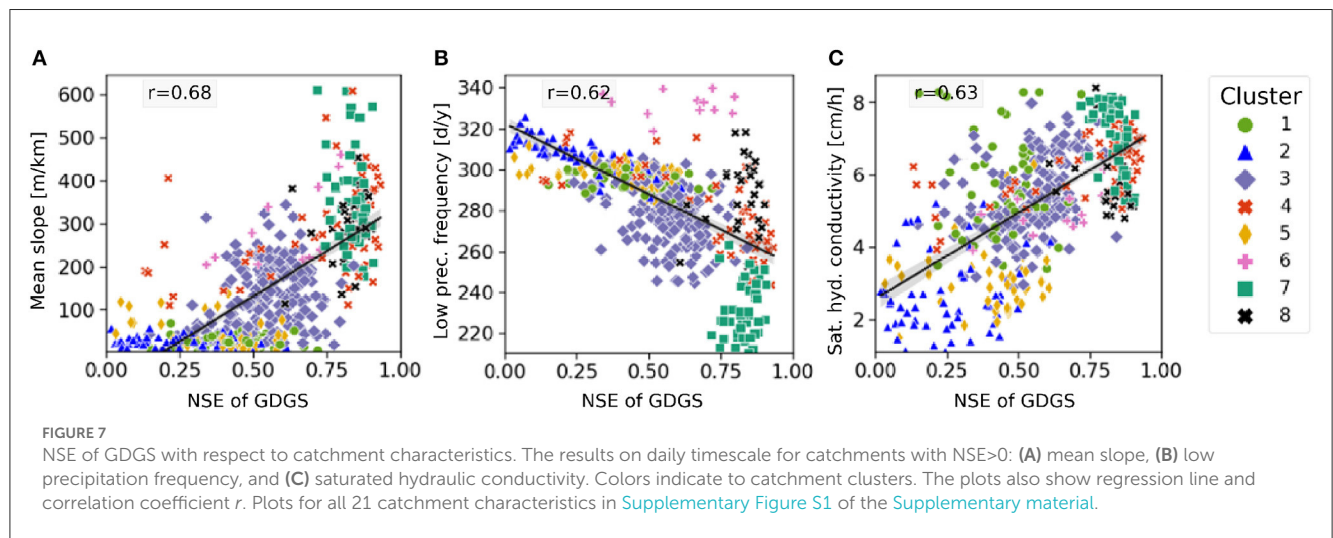 A
r=0.68
Mean slope [m/km]
600
500
400
300
200
100
0.00 0.25 0.50 0.75 1.00
NSE of GDGS
B
r=0.62
Low prec. frequency [d/y]
340
320
300
280
260
240
220
0.00 0.25 0.50 0.75 1.00
NSE of GDGS
C
r=0.63
Sat. hyd. conductivity [cm/h]
8
6
4
2
0.00 0.25 0.50 0.75 1.00
NSE of GDGS
Cluster
1
2
3
4
5
6
7
8
FIGURE 7
NSE of GDGS with respect to catchment characteristics. The results on daily timescale for catchments with NSE>0: (A) mean slope, (B) low
precipitation frequency, and (C) saturated hydraulic conductivity. Colors indicate to catchment clusters. The plots also show regression line and
correlation coefficient r. Plots for all 21 catchment characteristics in Supplementary Figure S1 of the Supplementary material.